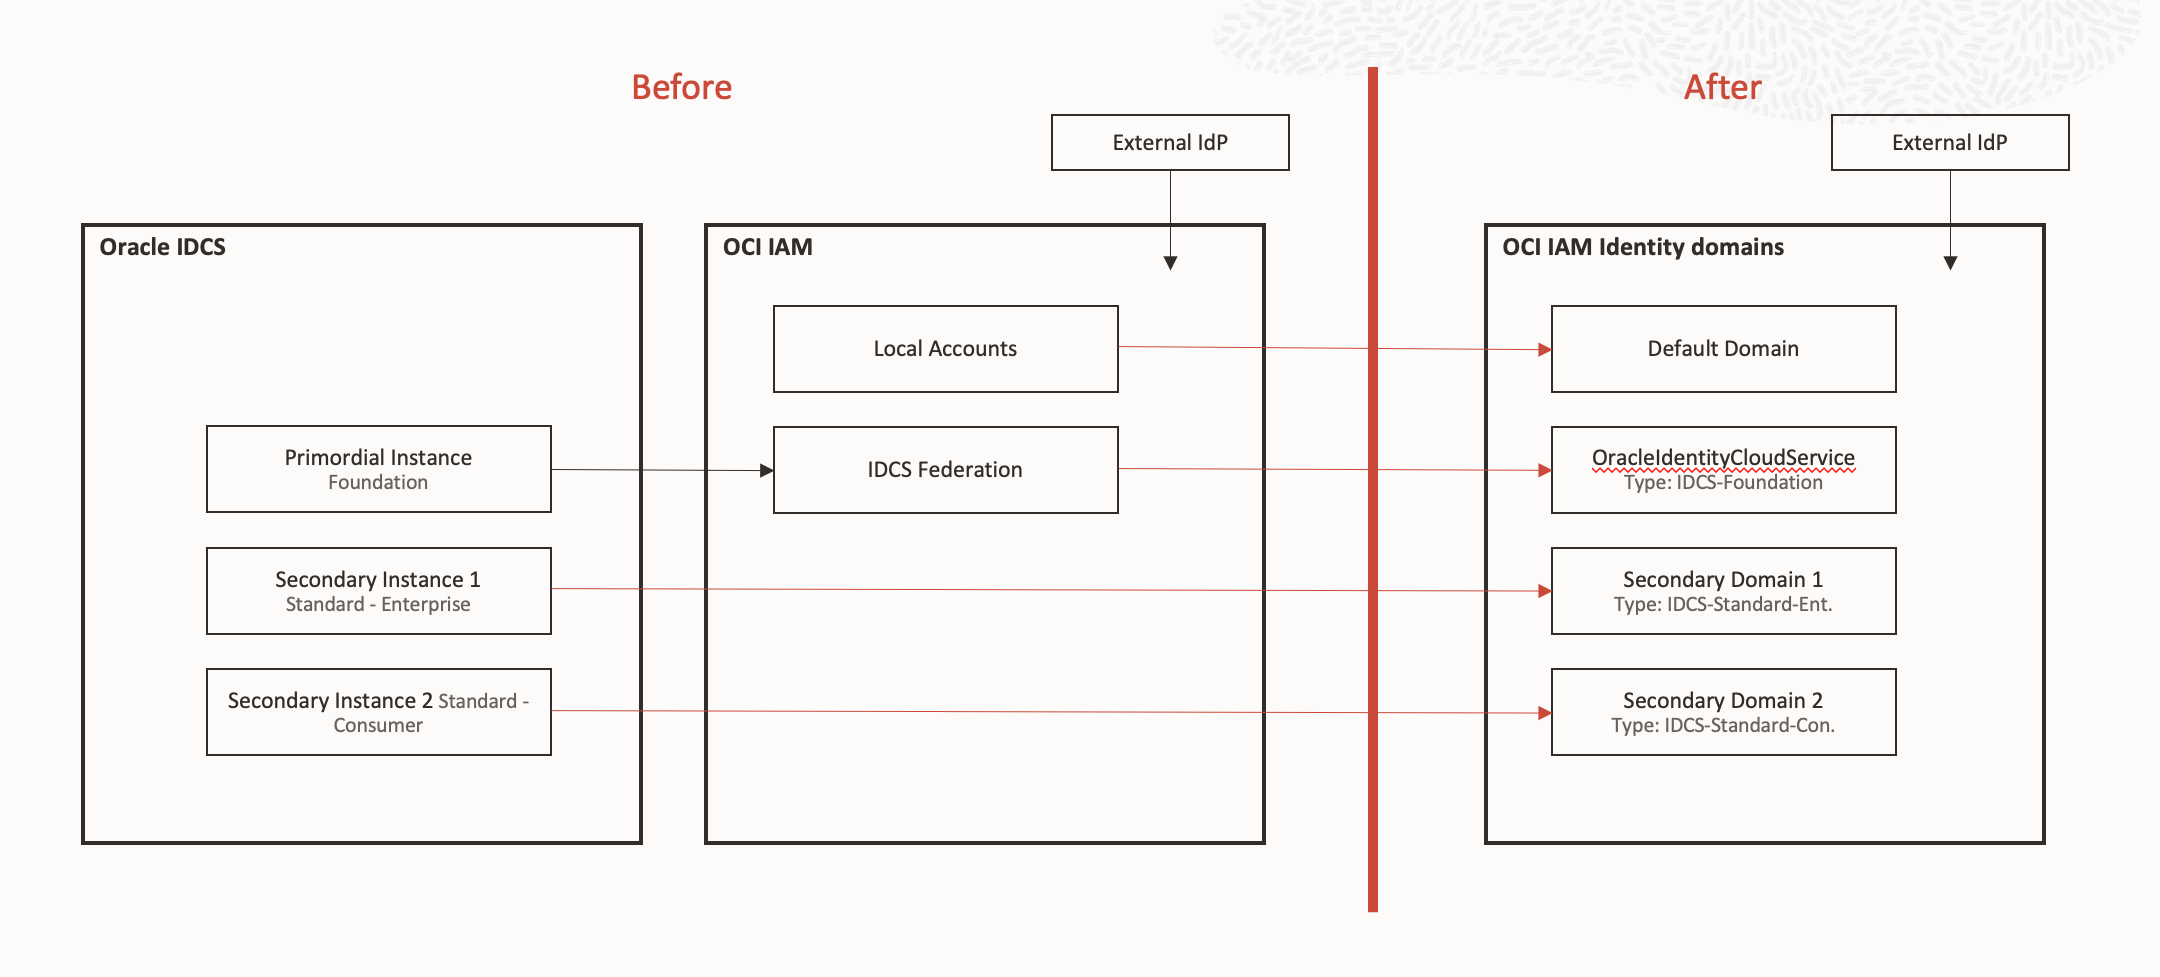 Before
After
External IdP
External IdP
Oracle IDCS
OCI IAM
OCI IAM Identity domains
Local Accounts
Default Domain
Primordial Instance
Foundation
IDCS Federation
OracleIdentityCloudService
Type: IDCS-Foundation
Secondary Instance 1
Standard - Enterprise
Secondary Domain 1
Type: IDCS-Standard-Ent.
Secondary Instance 2 Standard -
Consumer
Secondary Domain 2
Type: IDCS-Standard-Con.